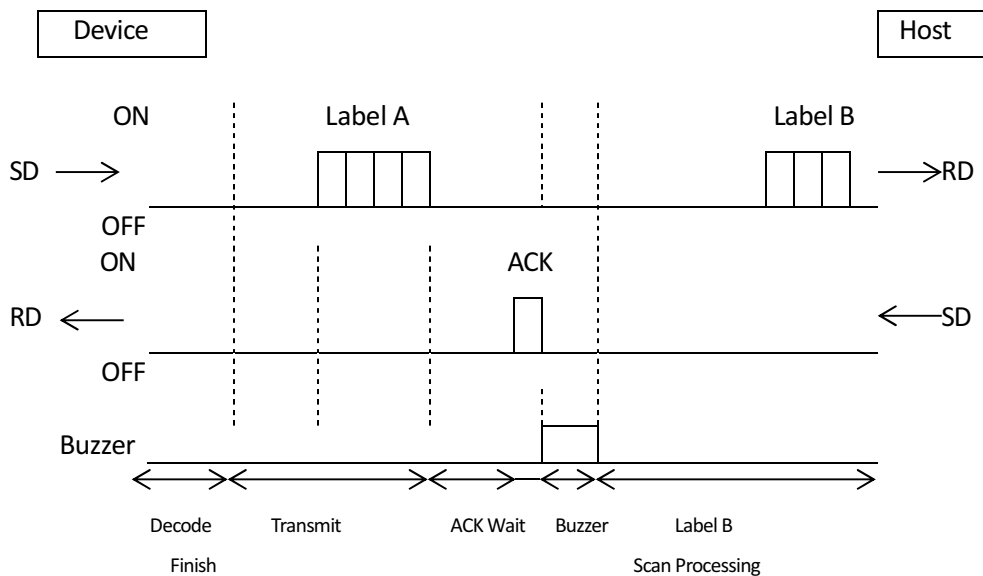 Device Host
ON Label A Label B
SD RD
OFF
ON ACK
RD SD
OFF
Buzzer
Decode Transmit ACK Wait Buzzer Label B
Finish Scan Processing